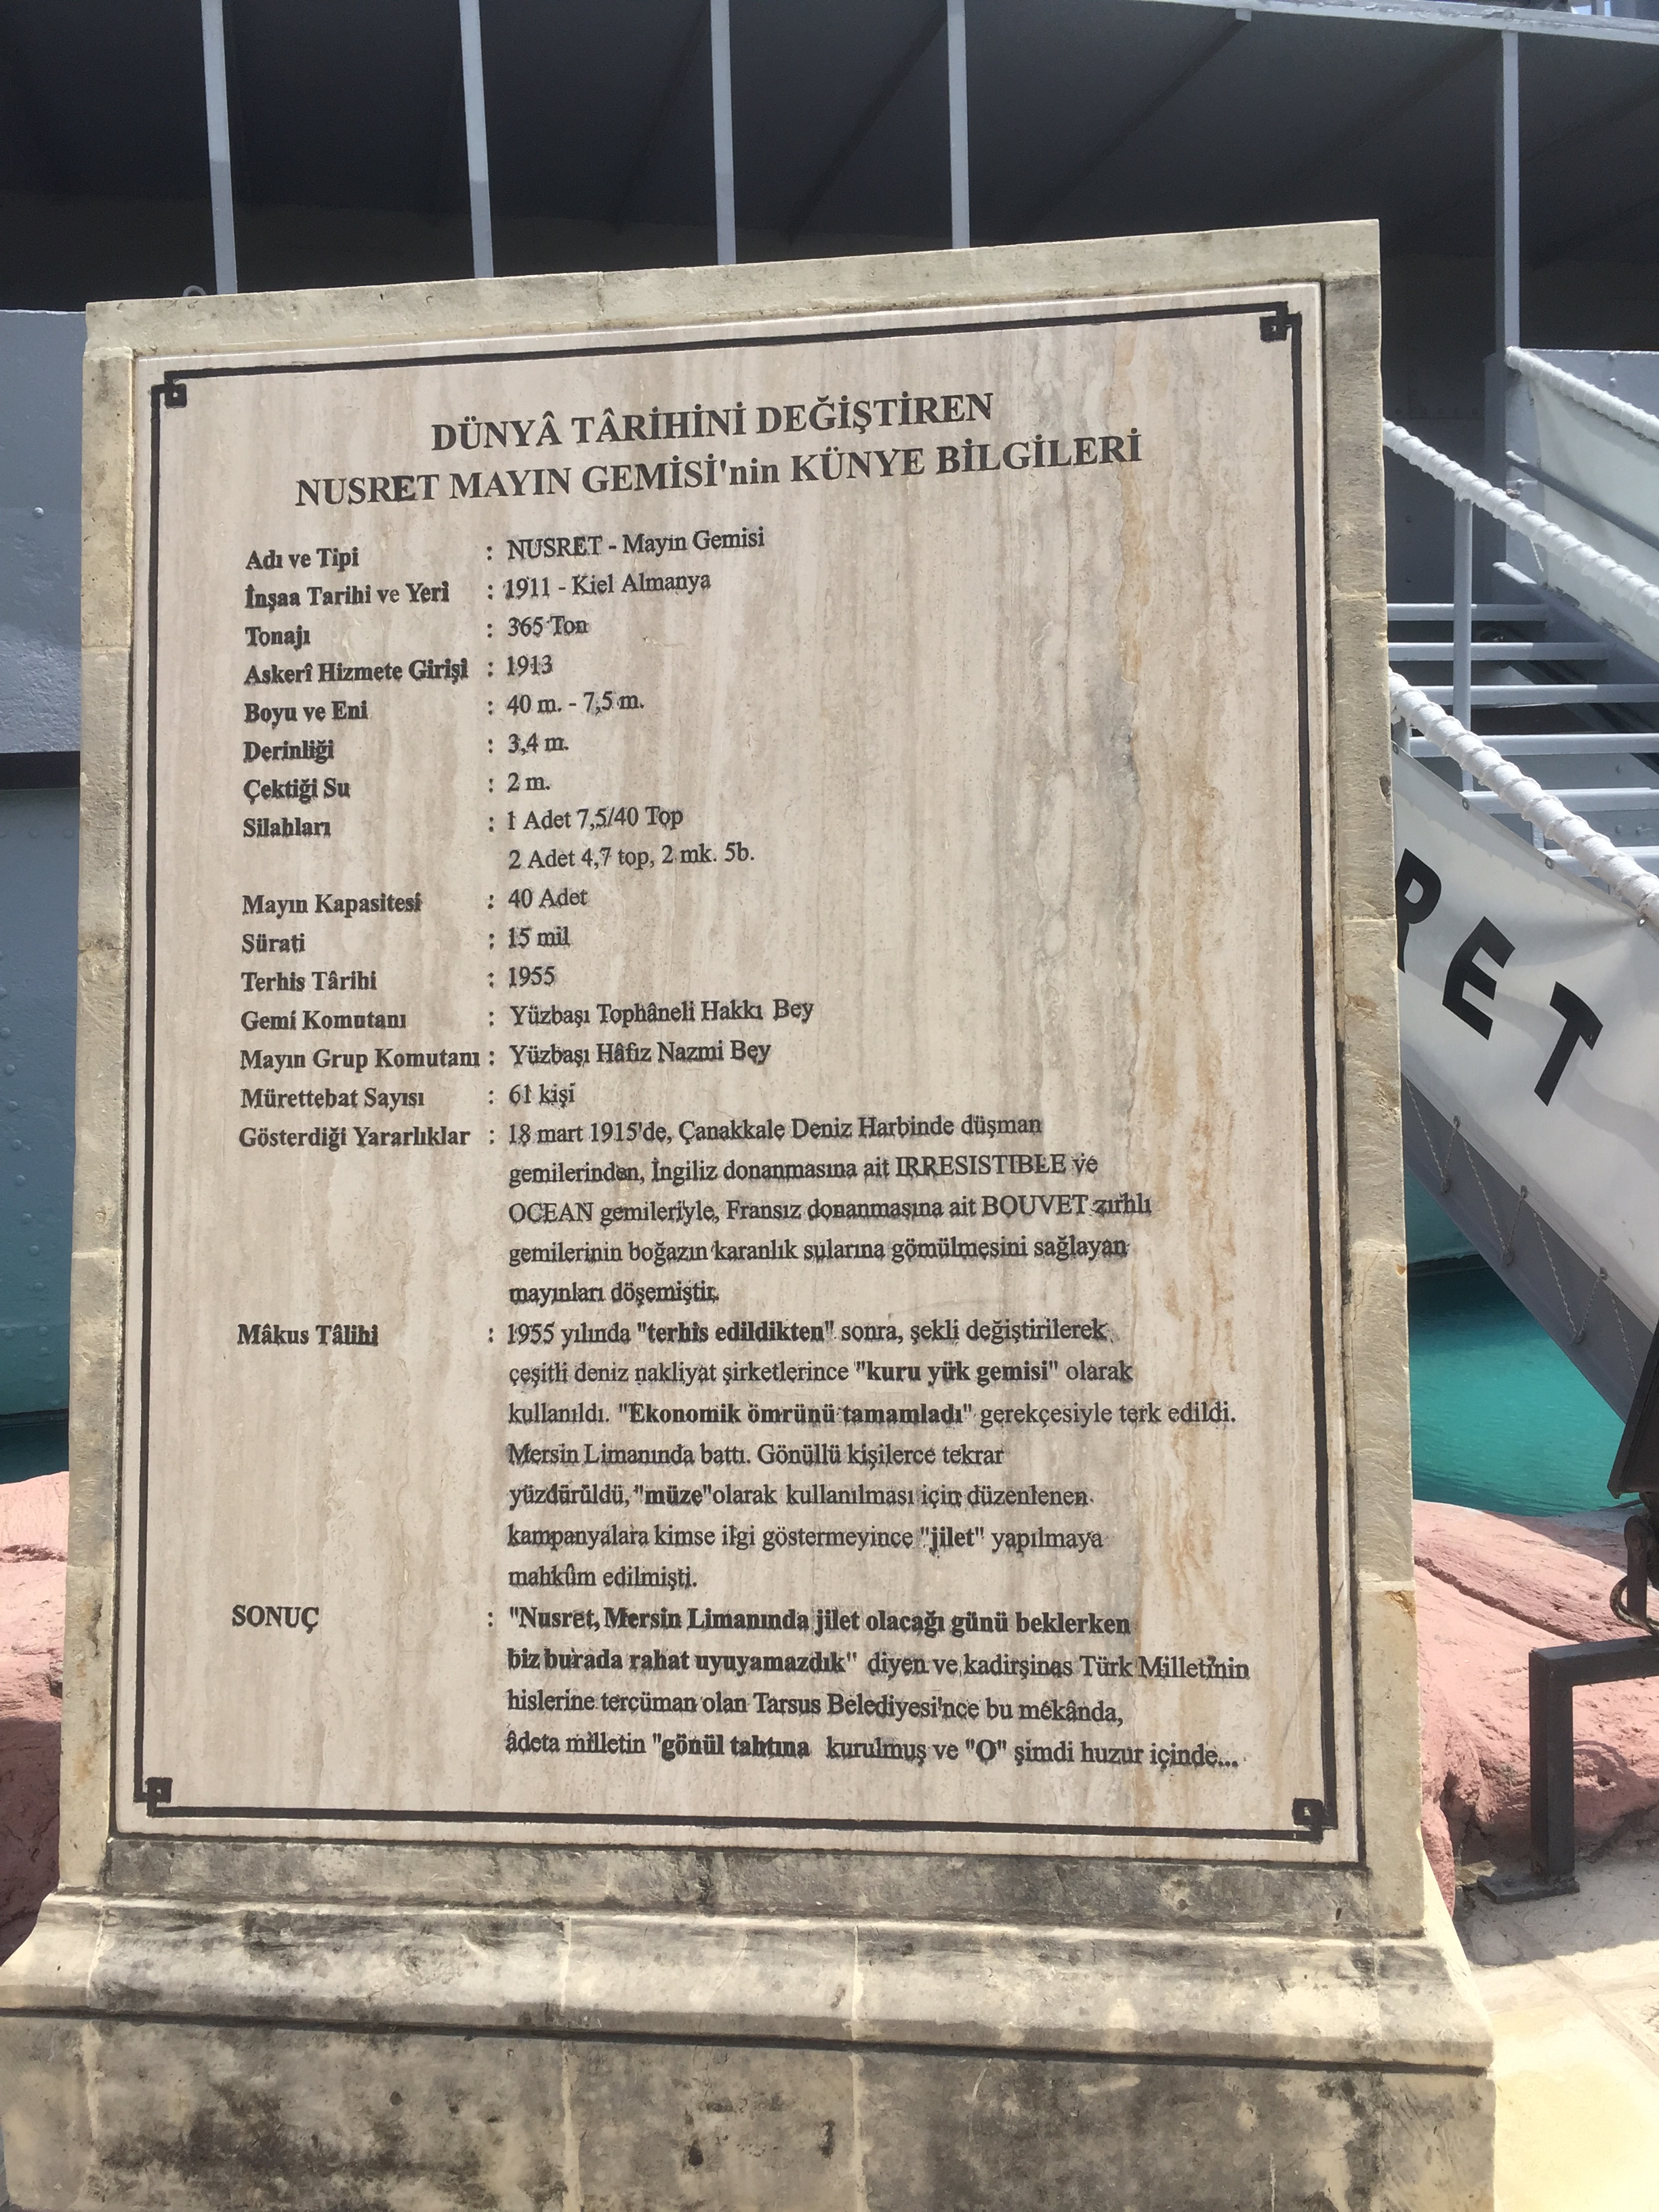 DÜNYÂ TÂRİHİNİ DEĞİŞTİREN
NUSRET MAYIN GEMİSİ'nin KÜNYE BİLGİLERİ
Adı ve Tipi : NUSRET - Mayın Gemisi
İnşaa Tarihi ve Yeri : 1911 - Kiel Almanya
Tonajı : 365 Ton
Askerî Hizmete Girişi : 1913
Boyu ve Eni : 40 m. - 7,5 m.
Derinliği : 3,4 m.
Çektiği Su : 2 m.
Silahları : 1 Adet 7,5/40 Top
2 Adet 4,7 top, 2 mk. 5b.
Mayın Kapasitesi : 40 Adet
Sürati : 15 mil
Terhis Târihi : 1955
Gemi Komutanı : Yüzbaşı Tophâneli Hakkı Bey
Mayın Grup Komutanı : Yüzbaşı Hâfız Nazmi Bey
Mürettebat Sayısı : 61 kişi
Gösterdiği Yararlıklar : 18 mart 1915'de, Çanakkale Deniz Harbinde düşman
gemilerinden, İngiliz donanmasına ait IRRESISTIBLE ve
OCEAN gemileriyle, Fransız donanmasına ait BOUVET zırhlı
gemilerinin boğazın karanlık sularına gömülmesini sağlayan
mayınları döşemiştir.
Mâkus Tâlihi : 1955 yılında "terhis edildikten" sonra, şekli değiştirilerek
çeşitli deniz nakliyat şirketlerince "kuru yük gemisi" olarak
kullanıldı. "Ekonomik ömrünü tamamladı" gerekçesiyle terk edildi.
Mersin Limanında battı. Gönüllü kişilerce tekrar
yüzdürüldü, "müze"olarak kullanılması için düzenlenen
kampanyalara kimse ilgi göstermeyince "jilet" yapılmaya
mahkûm edilmişti.
SONUÇ : "Nusret, Mersin Limanında jilet olacağı günü beklerken
biz burada rahat uyuyamazdık" diyen ve kadirşinas Türk Milleti'nin
hislerine tercüman olan Tarsus Belediyesi'nce bu mekânda,
âdeta milletin "gönül tahtına kurulmuş ve "O" şimdi huzur içinde...
RET